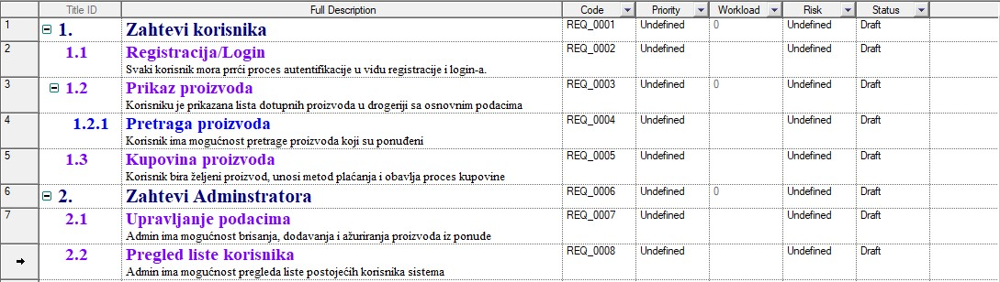 Title ID Full Description Code Priority Workload Risk Status
1 1. Zahtevi korisnika REQ_0001 Undefined 0 Undefined Draft
2 1.1 Registracija/Login REQ_0002 Undefined Undefined Draft
Svaki korisnik mora prrći proces autentifikacije u vidu registracije i login-a.
3 1.2 Prikaz proizvoda REQ_0003 Undefined 0 Undefined Draft
Korisniku je prikazana lista dotupnih proizvoda u drogeriji sa osnovnim podacima
4 1.2.1 Pretraga proizvoda REQ_0004 Undefined Undefined Draft
Korisnik ima mogućnost pretrage proizvoda koji su ponuđeni
5 1.3 Kupovina proizvoda REQ_0005 Undefined Undefined Draft
Korisnik bira željeni proizvod, unosi metod plaćanja i obavlja proces kupovine
6 2. Zahtevi Adminstratora REQ_0006 Undefined 0 Undefined Draft
7 2.1 Upravljanje podacima REQ_0007 Undefined Undefined Draft
Admin ima mogućnost brisanja, dodavanja i ažuriranja proizvoda iz ponude
2.2 Pregled liste korisnika REQ_0008 Undefined Undefined Draft
Admin ima mogućnost pregleda liste postojećih korisnika sistema